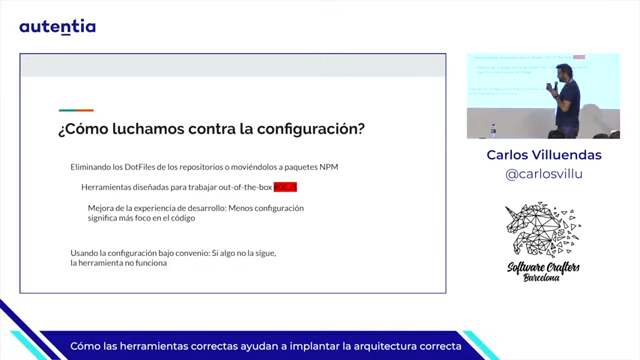 autentia
¿Cómo luchamos contra la configuración?
Eliminando los DotFiles de los repositorios o moviéndolos a paquetes NPM
Herramientas diseñadas para trabajar out-of-the-box
Mejora de la experiencia de desarrollo: Menos configuración
significa más foco en el código
Usando la configuración bajo convenio: Si algo no la sigue,
la herramienta no funciona
Carlos Villuendas
@carlosvillu
Software Crafters
Barcelona
Cómo las herramientas correctas ayudan a implantar la arquitectura correcta